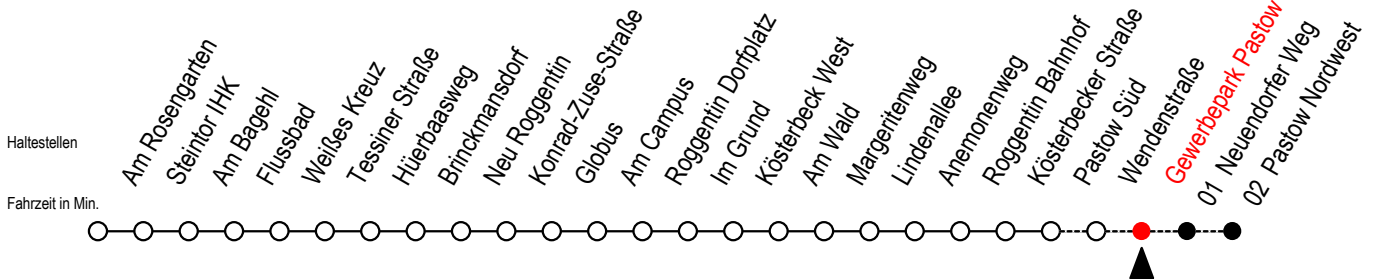 Haltestellen
Am Rosengarten
Steintor IHK
Am Bagehl
Flussbad
Weißes Kreuz
Tessiner Straße
Hüerbaasweg
Brinckmansdorf
Neu Roggentin
Konrad-Zuse-Straße
Globus
Am Campus
Roggentin Dorfplatz
Im Grund
Kösterbeck West
Am Wald
Margeritenweg
Lindenallee
Anemonenweg
Roggentin Bahnhof
Kösterbecker Straße
Pastow Süd
Wendenstraße
Gewerbepark Pastow
01 Neuendorfer Weg
02 Pastow Nordwest
Fahrzeit in Min.